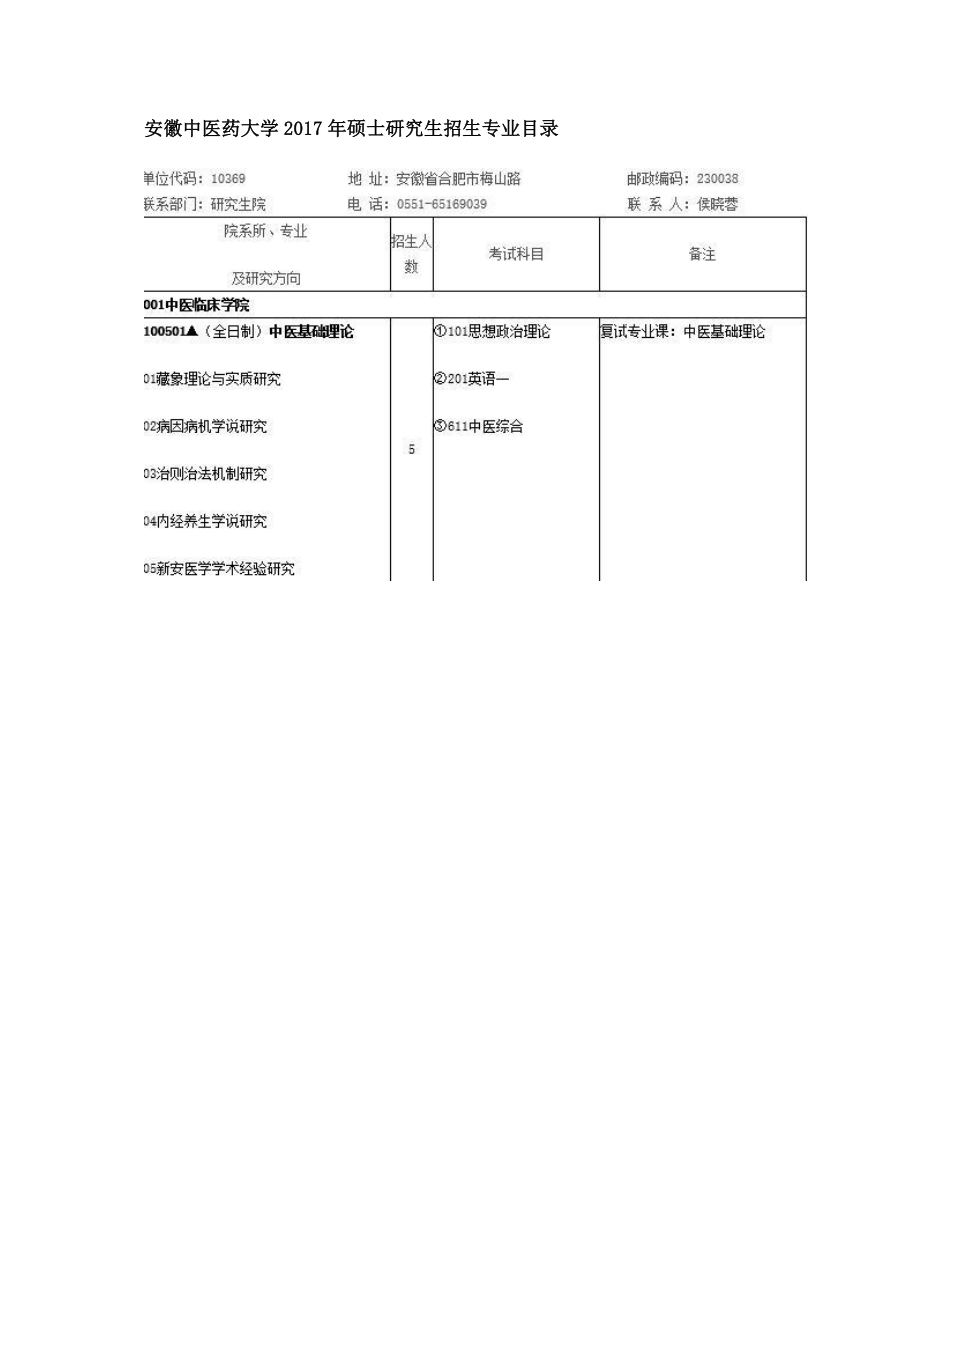 安徽中医药大学 2017 年硕士研究生招生专业目录
单位代码：10369 地 址：安徽省合肥市梅山路 邮政编码：230038
联系部门：研究生院 电 话：0551-65169039 联 系 人：侯晓蓉
院系所、专业
及研究方向
招生人
数
考试科目
备注
001中医临床学院
100501▲（全日制）中医基础理论 ①101思想政治理论 复试专业课：中医基础理论
01藏象理论与实质研究 ②201英语一
02病因病机学说研究 ③611中医综合
5
03治则治法机制研究
04内经养生学说研究
05新安医学学术经验研究